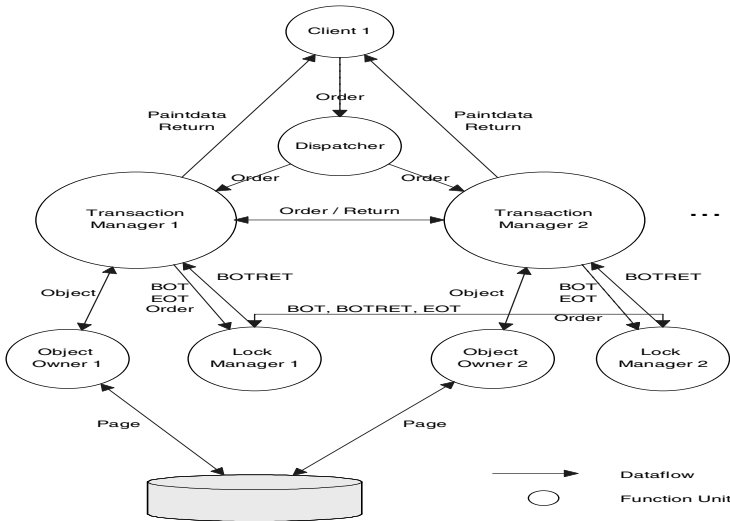 Client 1
Order
Paintdata
Return
Paintdata
Return
Dispatcher
Order
Order
Transaction
Manager 1
Order / Return
Transaction
Manager 2
...
Object
BOT
EOT
Order
BOTRET
BOT, BOTRET, EOT
Object
BOT
EOT
Order
BOTRET
Object
Owner 1
Lock
Manager 1
Object
Owner 2
Lock
Manager 2
Page
Page
Dataflow
Function Unit